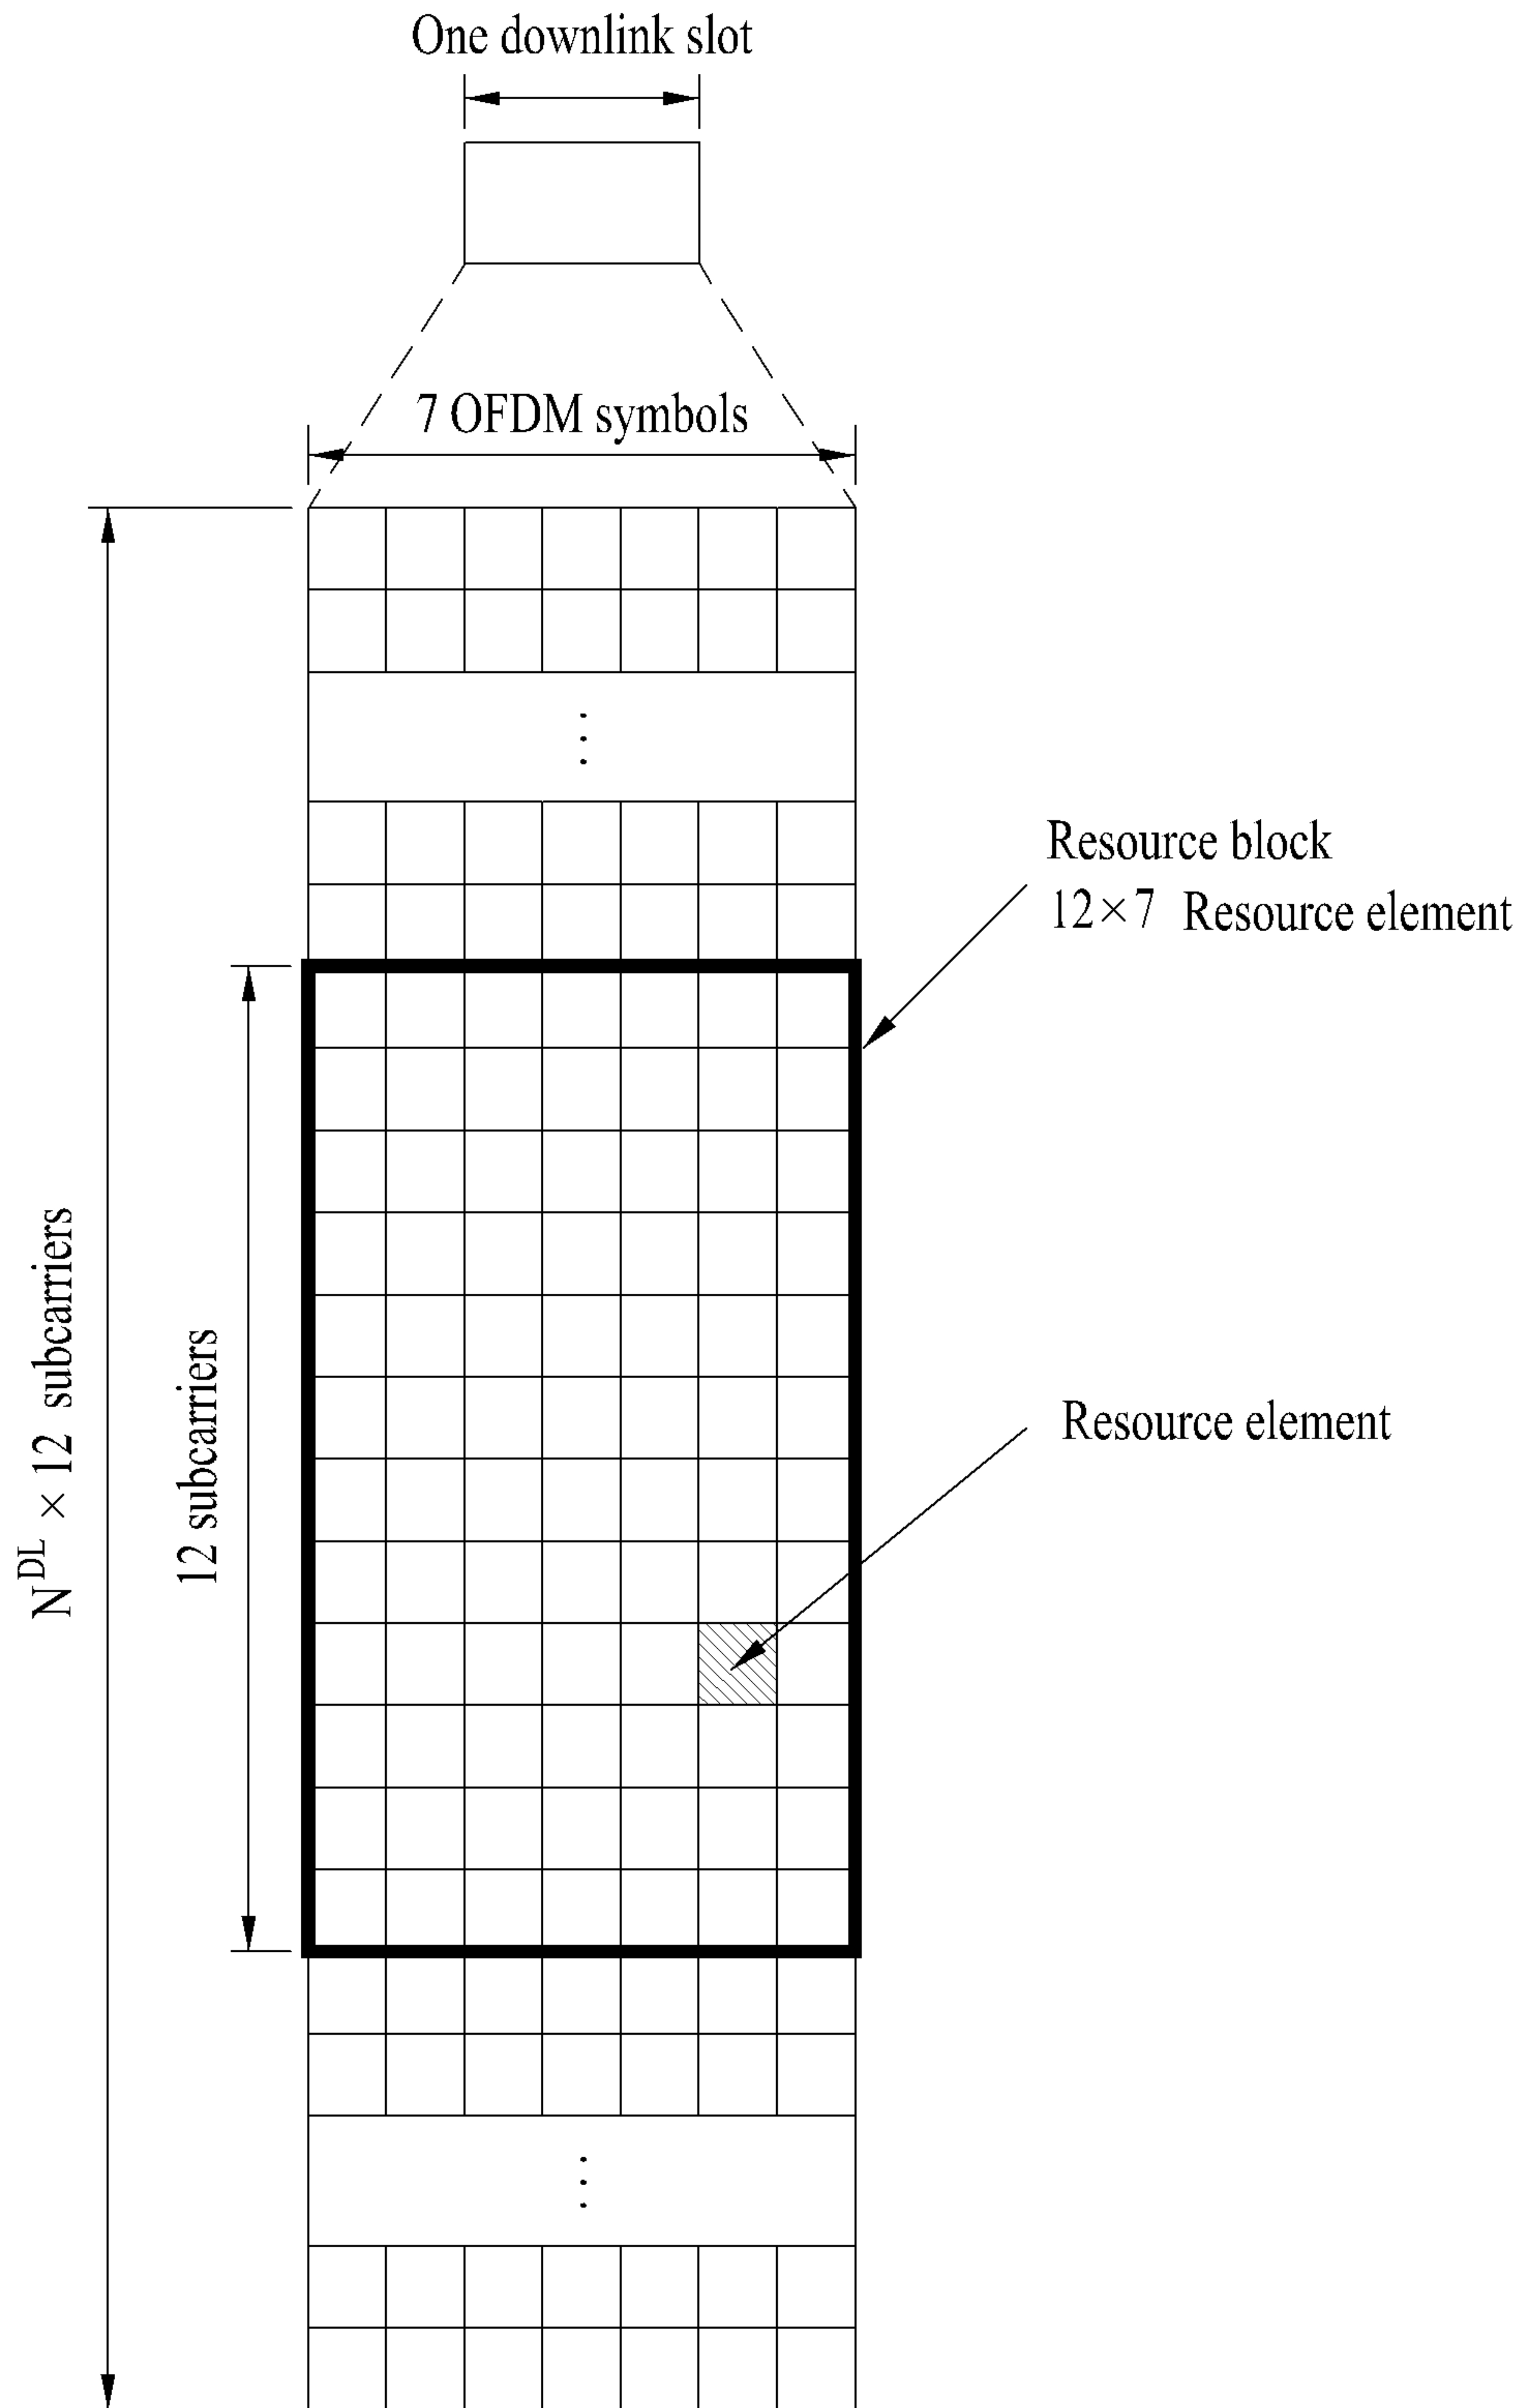 One downlink slot
7 OFDM symbols
Resource block
12×7 Resource element
N^DL × 12 subcarriers
12 subcarriers
Resource element